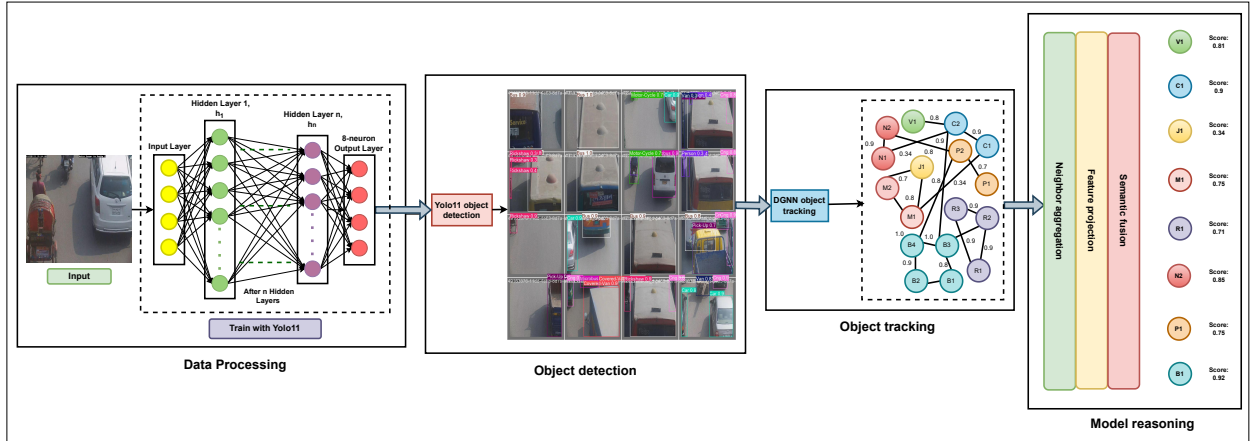 Hidden Layer 1,
h1
Hidden Layer n,
hn
8-neuron
Output Layer
Input Layer
Input
After n Hidden
Layers
Train with Yolo11
Data Processing
Yolo11 object
detection
Object detection
DGNN object
tracking
N2
V1
0.8
C2
0.9
0.9
N1
0.34
0.8
P2
C1
J1
0.7
M2
0.7
0.8
0.34
P1
0.8
M1
R3
0.9
R2
1.0
1.0
B4
B3
0.9
0.9
0.9
0.8
R1
B2
B1
Object tracking
Neighbor aggregation
Feature projection
Semantic fusion
V1
Score:
0.81
C1
Score:
0.9
J1
Score:
0.34
M1
Score:
0.75
R1
Score:
0.71
N2
Score:
0.85
P1
Score:
0.75
B1
Score:
0.92
Model reasoning